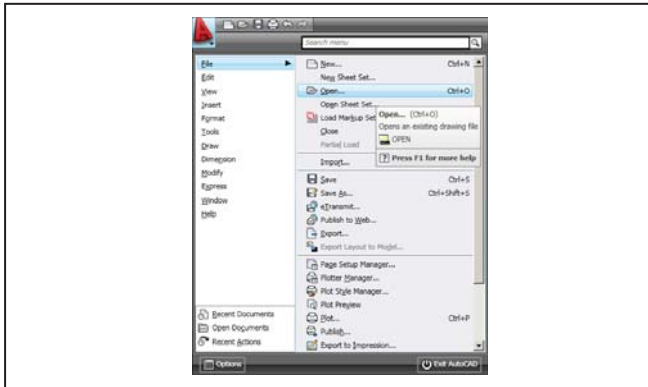 Search menu
File
Edit
View
Insert
Format
Tools
Draw
Dimension
Modify
Express
Window
Help
Recent Documents
Open Documents
Recent Actions
New... Ctrl+N
New Sheet Set...
Open... Ctrl+O
Open Sheet Set...
Load Markup Set
Close
Partial Load
Import...
Save Ctrl+S
Save As... Ctrl+Shift+S
eTransmit...
Publish to Web...
Export...
Export Layout to Model...
Page Setup Manager...
Plotter Manager...
Plot Style Manager...
Plot Preview
Plot... Ctrl+P
Publish...
Export to Impression...
Open... (Ctrl+O)
Opens an existing drawing file
OPEN
Press F1 for more help
Options
Exit AutoCAD